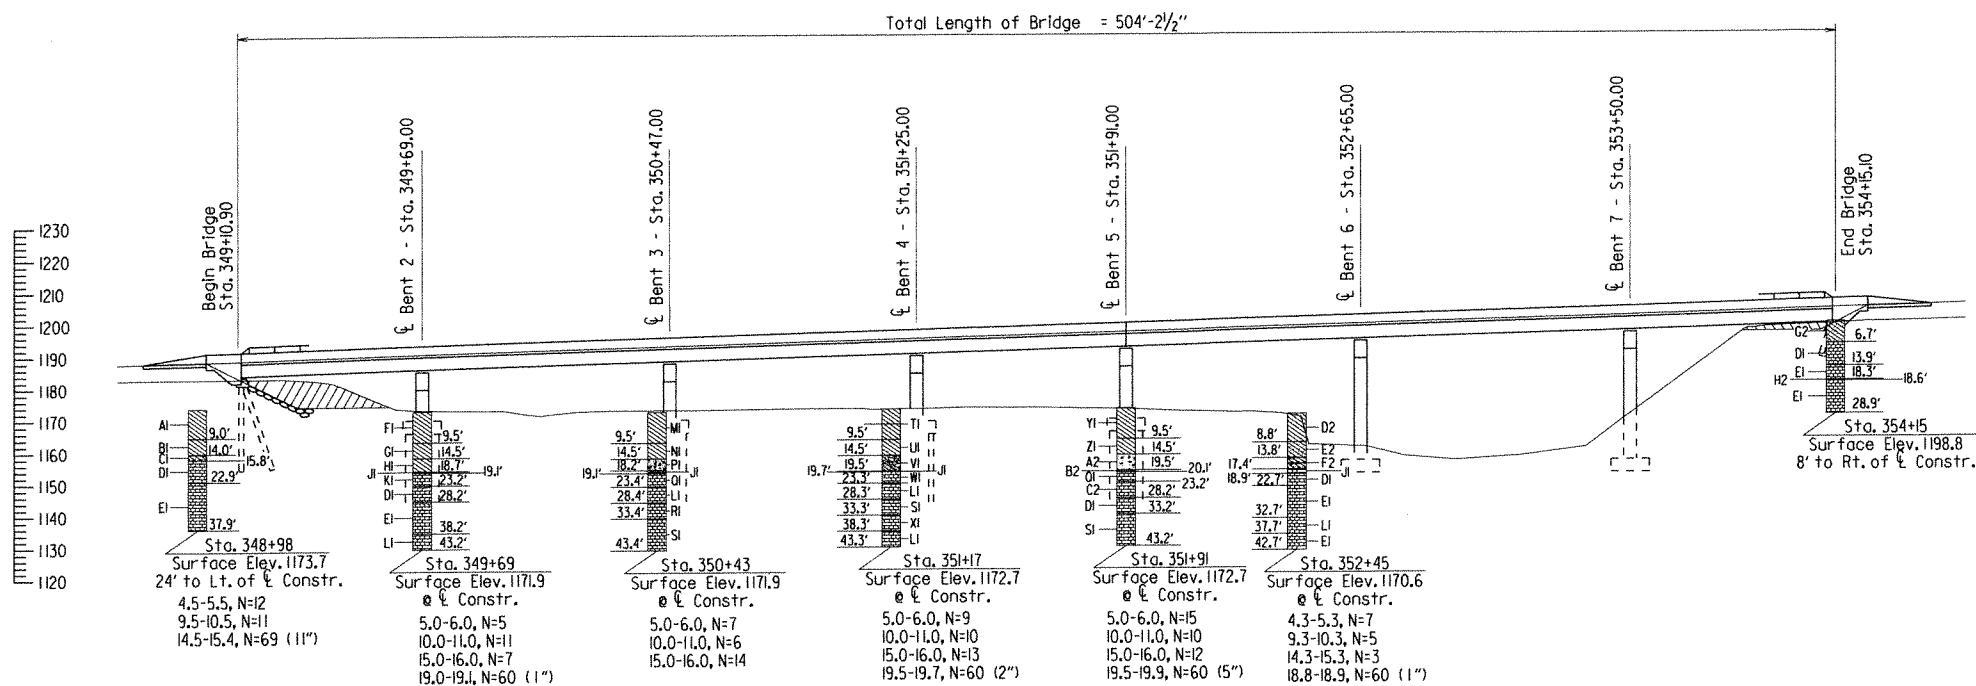 Total Length of Bridge = 504'-2½"
Begin Bridge
Sta. 349+10.90
℄ Bent 2 - Sta. 349+69.00
℄ Bent 3 - Sta. 350+47.00
℄ Bent 4 - Sta. 351+25.00
℄ Bent 5 - Sta. 351+91.00
℄ Bent 6 - Sta. 352+65.00
℄ Bent 7 - Sta. 353+50.00
End Bridge
Sta. 354+15.10
1230
1220
1210
1200
1190
1180
1170
1160
1150
1140
1130
1120
A1
9.0'
B1
14.0'
C1
15.8'
D1
22.9'
E1
37.9'
Sta. 348+98
Surface Elev. 1173.7
24' to Lt. of ℄ Constr.
4.5-5.5, N=12
9.5-10.5, N=11
14.5-15.4, N=69 (11")
F1
9.5'
G1
14.5'
H1
18.7'
J1
19.1'
K1
23.2'
D1
28.2'
E1
38.2'
L1
43.2'
Sta. 349+69
Surface Elev. 1171.9
@ ℄ Constr.
5.0-6.0, N=5
10.0-11.0, N=11
15.0-16.0, N=7
19.0-19.1, N=60 (1")
M1
9.5'
14.5'
N1
18.2'
P1
19.1'
J1
23.4'
Q1
28.4'
L1
33.4'
R1
S1
43.4'
Sta. 350+43
Surface Elev. 1171.9
@ ℄ Constr.
5.0-6.0, N=7
10.0-11.0, N=6
15.0-16.0, N=14
T1
9.5'
14.5'
U1
19.5'
V1
19.7'
J1
23.3'
W1
28.3'
L1
33.3'
S1
38.3'
X1
43.3'
L1
Sta. 351+17
Surface Elev. 1172.7
@ ℄ Constr.
5.0-6.0, N=9
10.0-11.0, N=10
15.0-16.0, N=13
19.5-19.7, N=60 (2")
Y1
9.5'
Z1
14.5'
A2
19.5'
B2
20.1'
Q1
23.2'
C2
28.2'
D1
33.2'
S1
43.2'
Sta. 351+91
Surface Elev. 1172.7
@ ℄ Constr.
5.0-6.0, N=15
10.0-11.0, N=10
15.0-16.0, N=12
19.5-19.9, N=60 (5")
D2
8.8'
13.8'
E2
17.4'
F2
18.9'
J1
22.7'
D1
E1
32.7'
37.7'
L1
42.7'
E1
Sta. 352+45
Surface Elev. 1170.6
@ ℄ Constr.
4.3-5.3, N=7
9.3-10.3, N=5
14.3-15.3, N=3
18.8-18.9, N=60 (1")
G2
6.7'
D1
13.9'
E1
18.3'
H2
18.6'
E1
28.9'
Sta. 354+15
Surface Elev. 1198.8
8' to Rt. of ℄ Constr.